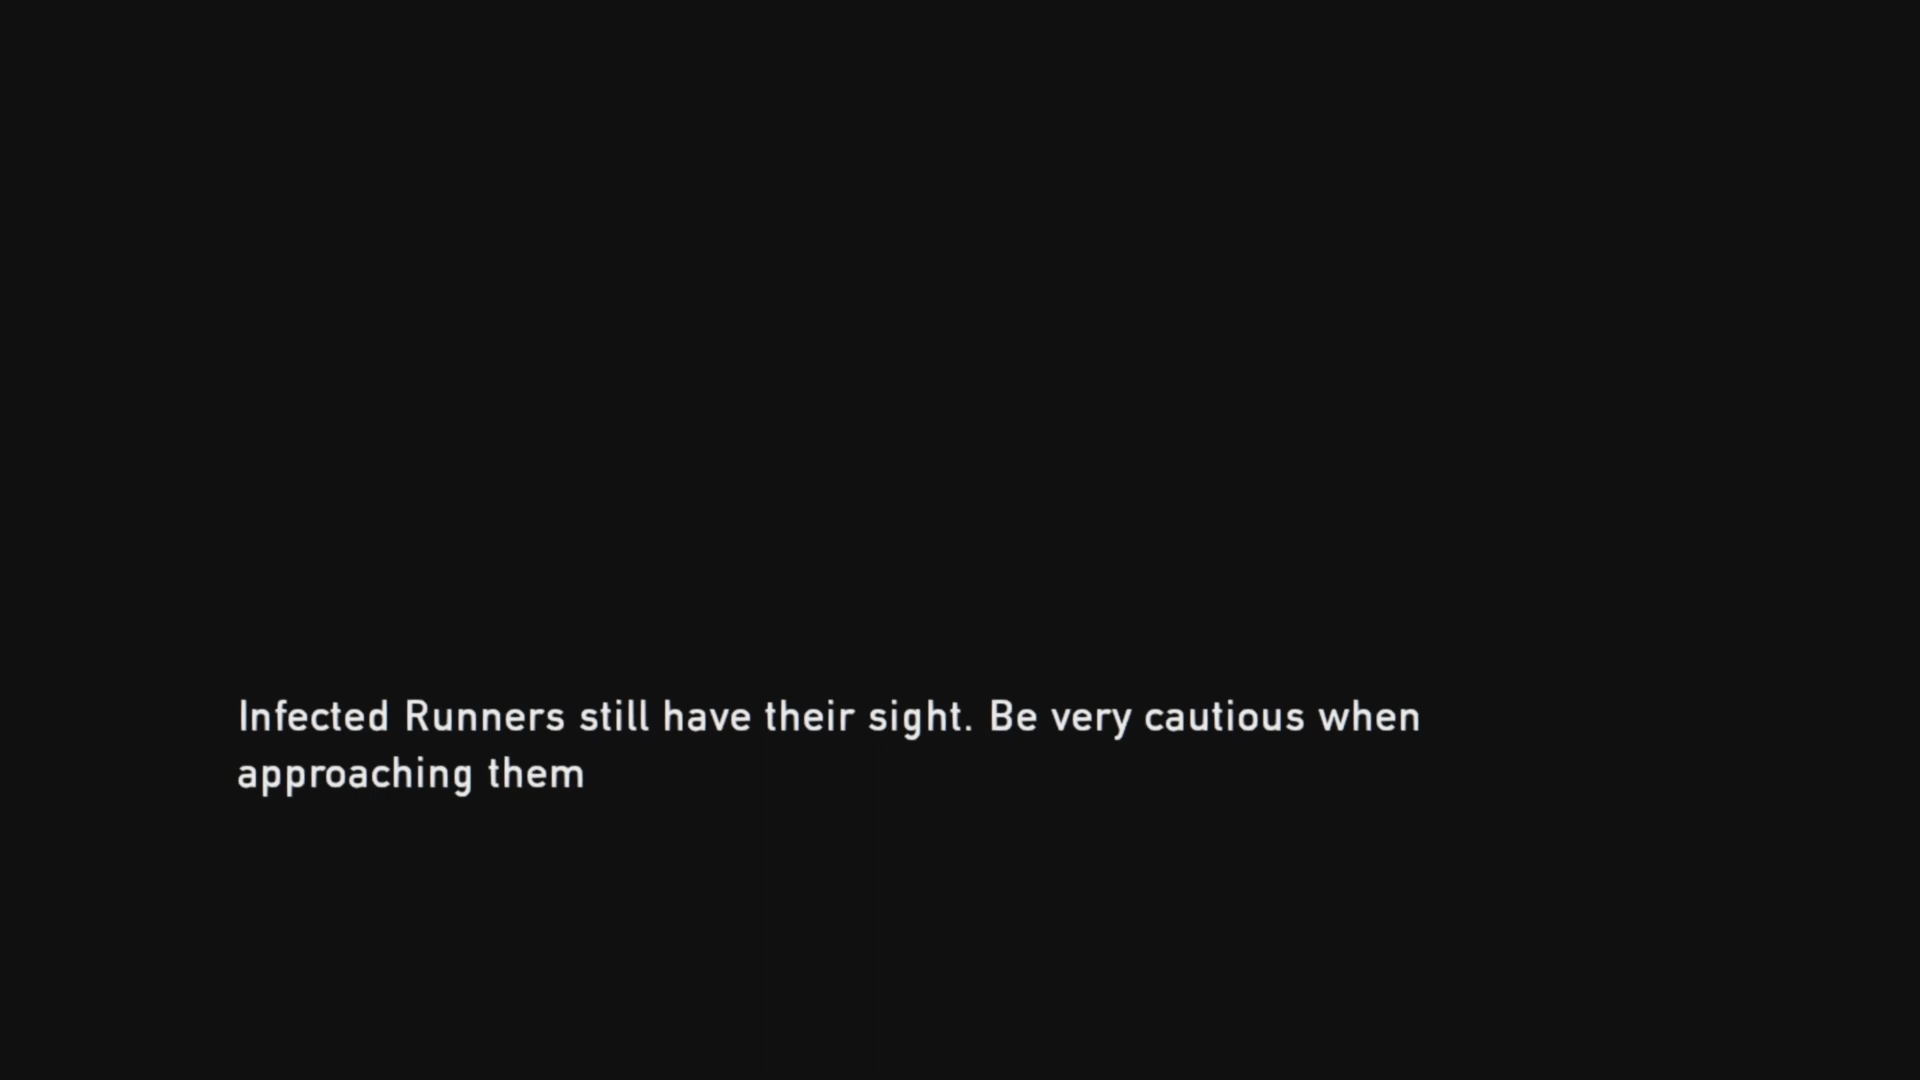 Infected Runners still have their sight. Be very cautious when
approaching them